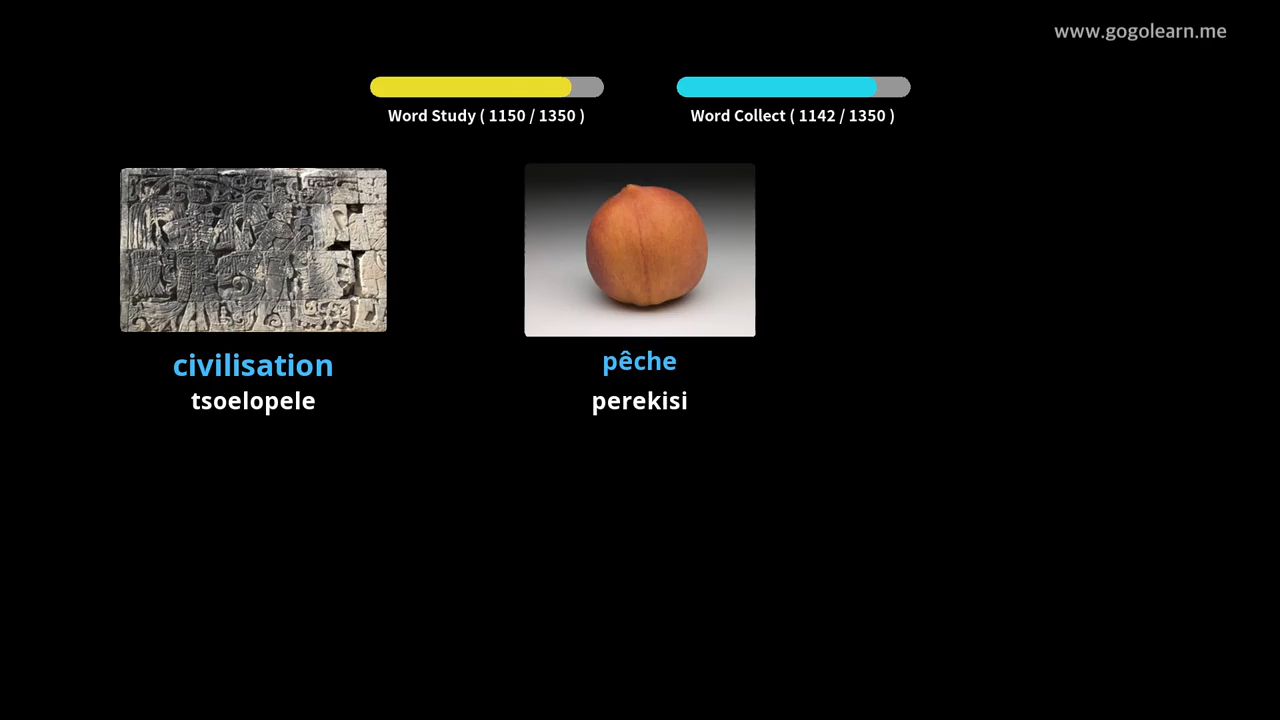 www.gogolearn.me
Word Study ( 1150 / 1350 )
Word Collect ( 1142 / 1350 )
civilisation
tsoelopele
pêche
perekisi